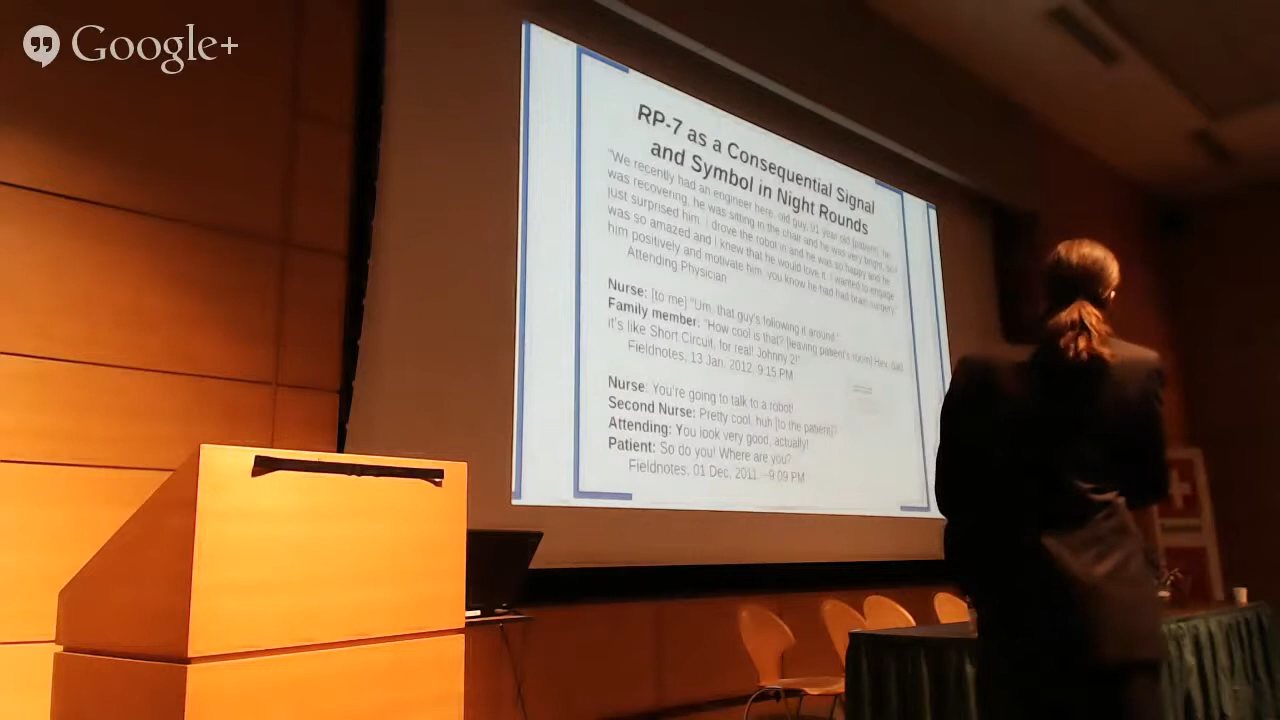 Google+
RP-7 as a Consequential Signal
and Symbol in Night Rounds
"We recently had an engineer here, old guy, 91 year old [patient], he
was recovering, he was sitting in the chair and he was very bright, so I
just surprised him. I drove the robot in and he was so happy and he
was so amazed and I knew that he would love it. I wanted to engage
him positively and motivate him, you know he had had brain surgery."
Attending Physician
Nurse: [to me] "Um, that guy's following it around."
Family member: "How cool is that? [leaving patient's room] Hey, dad,
it's like Short Circuit, for real! Johnny 2!"
Fieldnotes, 13 Jan, 2012, 9:15 PM
Nurse: You're going to talk to a robot!
Second Nurse: Pretty cool, huh [to the patient]?
Attending: You look very good, actually!
Patient: So do you! Where are you?
Fieldnotes, 01 Dec, 2011, ~9:09 PM